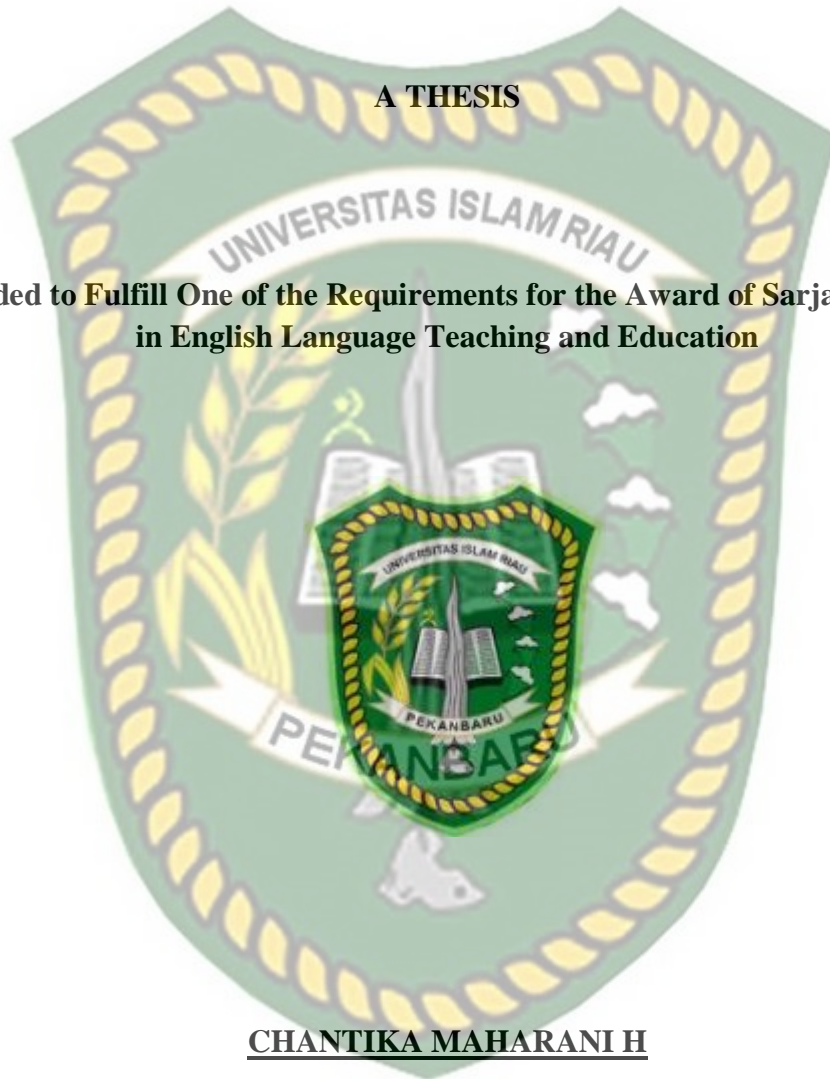 A THESIS
UNIVERSITAS ISLAM RIAU
ded to Fulfill One of the Requirements for the Award of Sarja
in English Language Teaching and Education
UNIVERSITAS ISLAM RIAU
PEKANBARU
PEKANBARU
CHANTIKA MAHARANI H